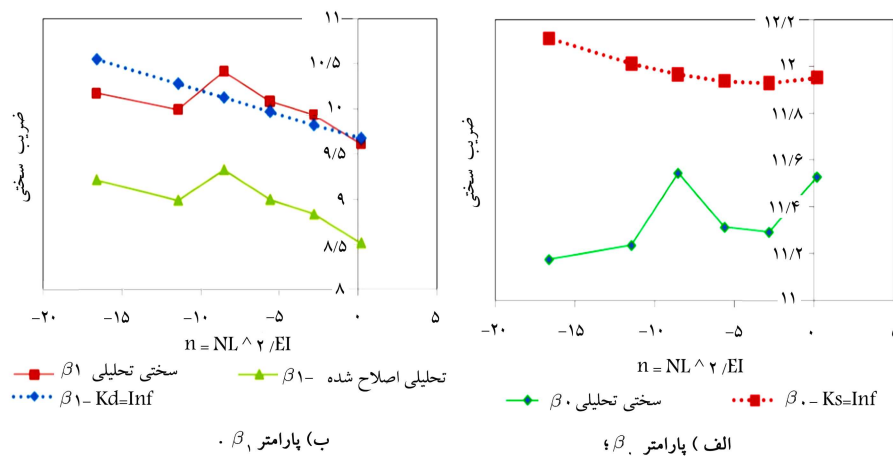 ۱۱
۱۰/۵
۱۰
۹/۵
۹
۸/۵
۸
ضریب سختی
-۲۰ -۱۵ -۱۰ -۵ ۰ ۵
n = NL ^ ۲ /EI
سختی تحلیلی β۱
تحلیلی اصلاح شده β۱-
β۱- Kd=Inf
ب) پارامتر β۱ .
۱۲/۲
۱۲
۱۱/۸
۱۱/۶
۱۱/۴
۱۱/۲
۱۱
ضریب سختی
-۲۰ -۱۵ -۱۰ -۵ ۰
n = NL ^ ۲ /EI
سختی تحلیلی β۰
β۰- Ks=Inf
الف ) پارامتر β۰ ؛